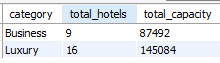 category total_hotels total_capacity
Business 9 87492
Luxury 16 145084